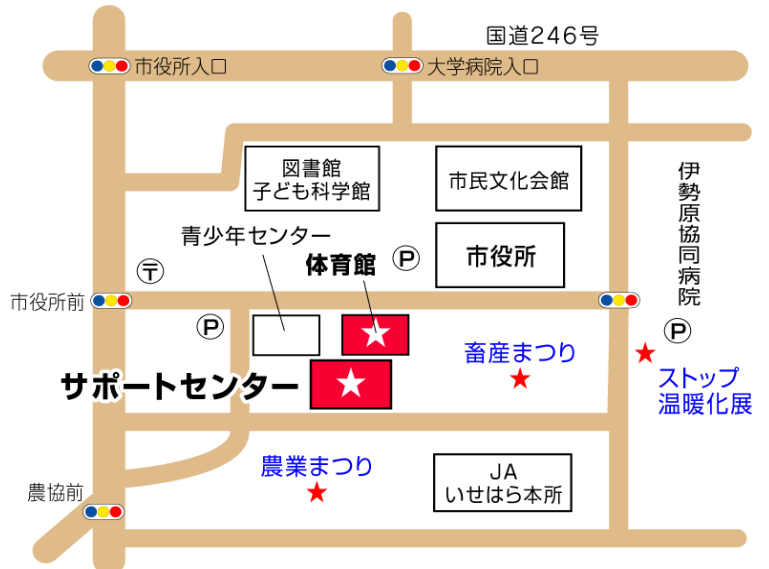 国道246号
市役所入口
大学病院入口
図書館
子ども科学館
市民文化会館
伊勢原協同病院
青少年センター
体育館
P
市役所
〒
市役所前
P
P
畜産まつり
ストップ
温暖化展
サポートセンター
農業まつり
JA
いせはら本所
農協前